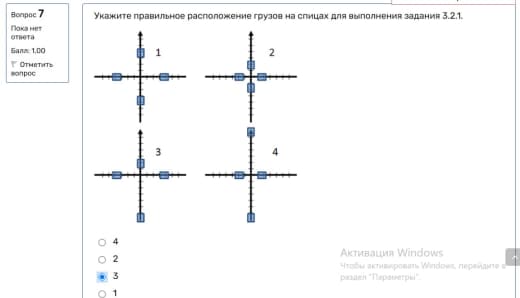 Вопрос 7
Пока нет
ответа
Балл: 1,00
Отметить
вопрос
Укажите правильное расположение грузов на спицах для выполнения задания 3.2.1.
1
2
3
4
4
2
3
1
Активация Windows
Чтобы активировать Windows, перейдите в
раздел "Параметры".